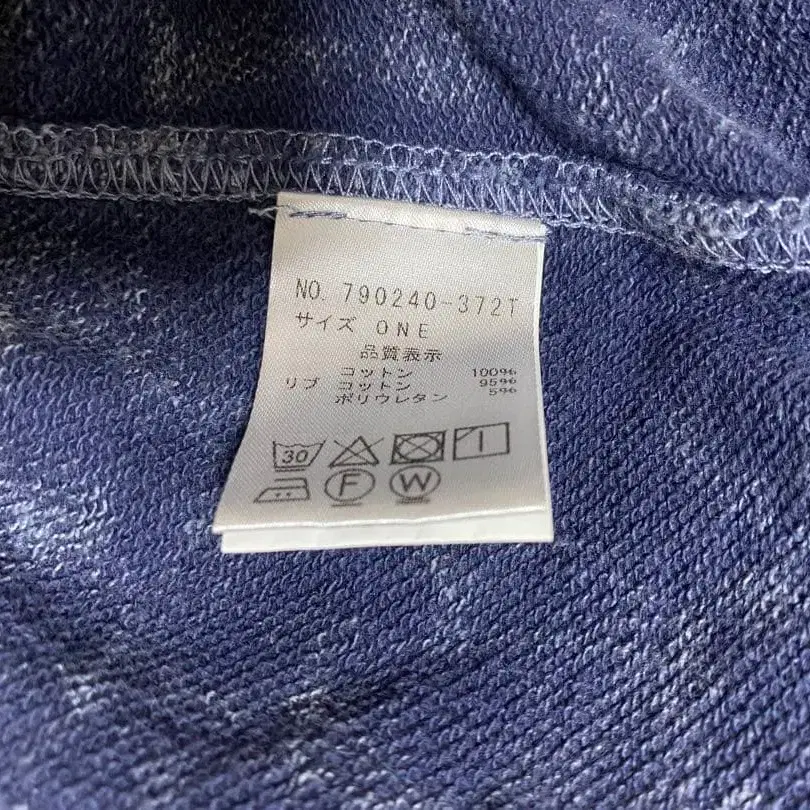 NO. 790240-372T
サイズ ONE
品質表示
コットン 100%
リブ コットン 95%
ポリウレタン 5%
30
F W